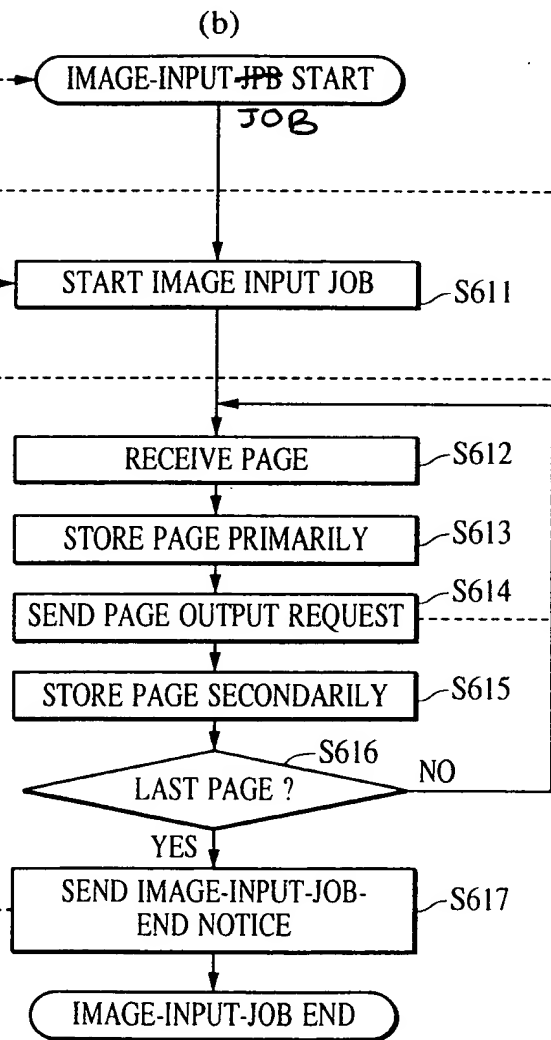 (b)
IMAGE-INPUT-JPB START
JOB
START IMAGE INPUT JOB
S611
RECEIVE PAGE
S612
STORE PAGE PRIMARILY
S613
SEND PAGE OUTPUT REQUEST
S614
STORE PAGE SECONDARILY
S615
S616
LAST PAGE ?
NO
YES
SEND IMAGE-INPUT-JOB-
END NOTICE
S617
IMAGE-INPUT-JOB END